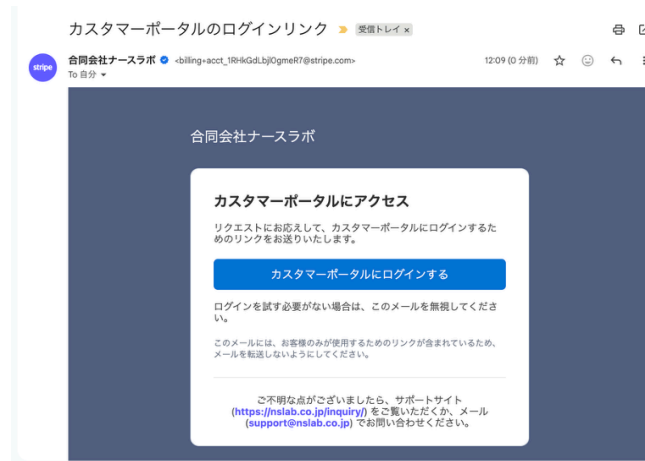 カスタマーポータルのログインリンク 受信トレイ ×
stripe
合同会社ナースラボ <billing+acct_1RHkGdLbjl0gmeR7@stripe.com> 12:09 (0 分前)
To 自分
合同会社ナースラボ
カスタマーポータルにアクセス
リクエストにお応えして、カスタマーポータルにログインするた
めのリンクをお送りいたします。
カスタマーポータルにログインする
ログインを試す必要がない場合は、このメールを無視してくださ
い。
このメールには、お客様のみが使用するためのリンクが含まれているため、
メールを転送しないようにしてください。
ご不明な点がございましたら、サポートサイト
(https://nslab.co.jp/inquiry/) をご覧いただくか、メール
(support@nslab.co.jp) でお問い合わせください。